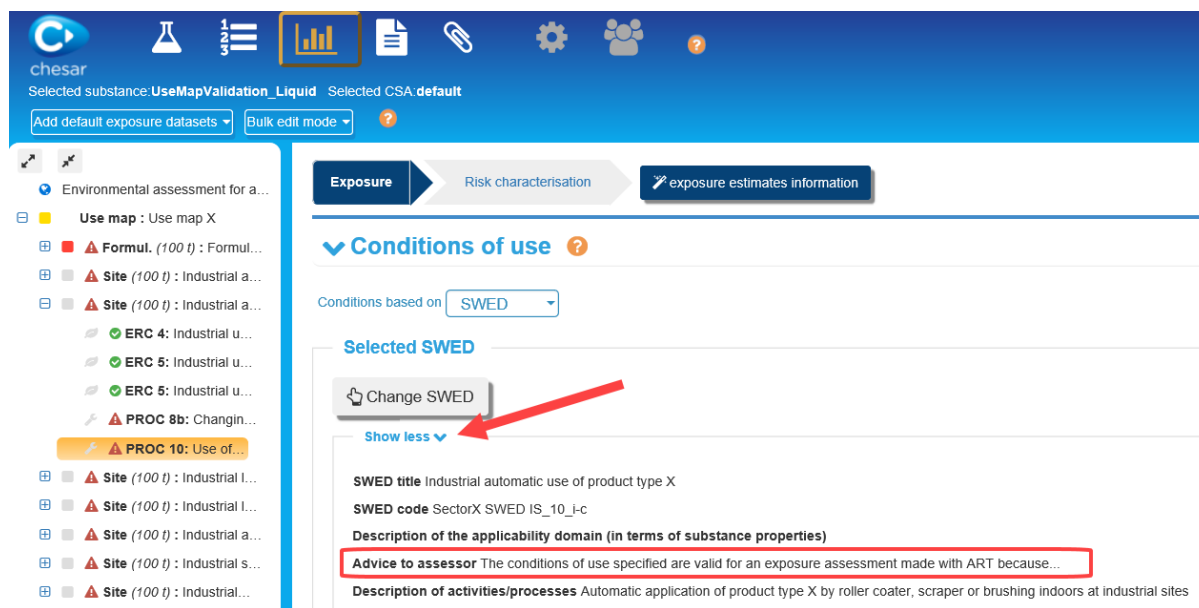 chesar
Selected substance:UseMapValidation_Liquid Selected CSA:default
Add default exposure datasets Bulk edit mode ?
Environmental assessment for a...
Use map : Use map X
Formul. (100 t) : Formul...
Site (100 t) : Industrial a...
Site (100 t) : Industrial a...
ERC 4: Industrial u...
ERC 5: Industrial u...
ERC 5: Industrial u...
PROC 8b: Changin...
PROC 10: Use of...
Site (100 t) : Industrial l...
Site (100 t) : Industrial l...
Site (100 t) : Industrial a...
Site (100 t) : Industrial s...
Site (100 t) : Industrial...
Exposure Risk characterisation exposure estimates information
Conditions of use ?
Conditions based on SWED
Selected SWED
Change SWED
Show less
SWED title Industrial automatic use of product type X
SWED code SectorX SWED IS_10_i-c
Description of the applicability domain (in terms of substance properties)
Advice to assessor The conditions of use specified are valid for an exposure assessment made with ART because...
Description of activities/processes Automatic application of product type X by roller coater, scraper or brushing indoors at industrial sites